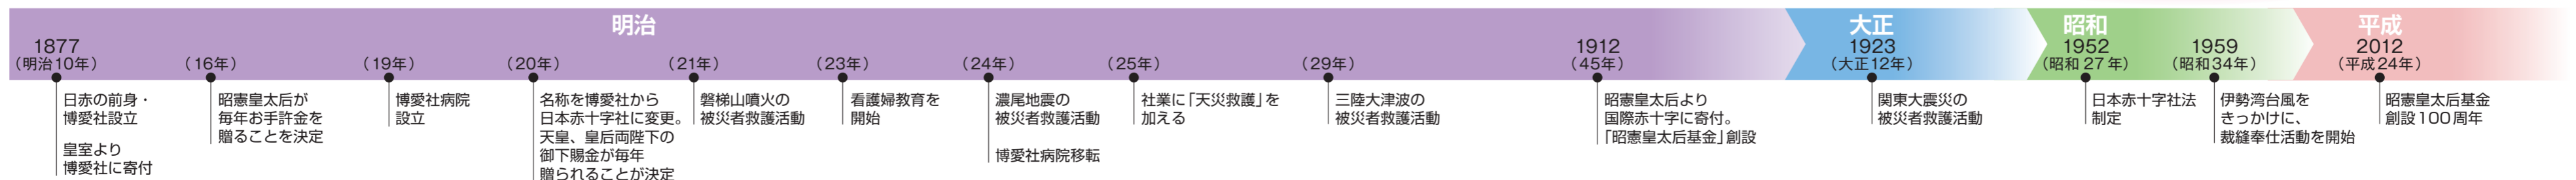 明治
大正
昭和
平成
1877
（明治10年）
日赤の前身・
博愛社設立
皇室より
博愛社に寄付
（16年）
昭憲皇太后が
毎年お手許金を
贈ることを決定
（19年）
博愛社病院
設立
（20年）
名称を博愛社から
日本赤十字社に変更。
天皇、皇后両陛下の
御下賜金が毎年
贈られることが決定
（21年）
磐梯山噴火の
被災者救護活動
（23年）
看護婦教育を
開始
（24年）
濃尾地震の
被災者救護活動
博愛社病院移転
（25年）
社業に「天災救護」を
加える
（29年）
三陸大津波の
被災者救護活動
1912
（45年）
昭憲皇太后より
国際赤十字に寄付。
「昭憲皇太后基金」創設
1923
（大正12年）
関東大震災の
被災者救護活動
1952
（昭和27年）
日本赤十字社法
制定
1959
（昭和34年）
伊勢湾台風を
きっかけに、
裁縫奉仕活動を開始
2012
（平成24年）
昭憲皇太后基金
創設100周年